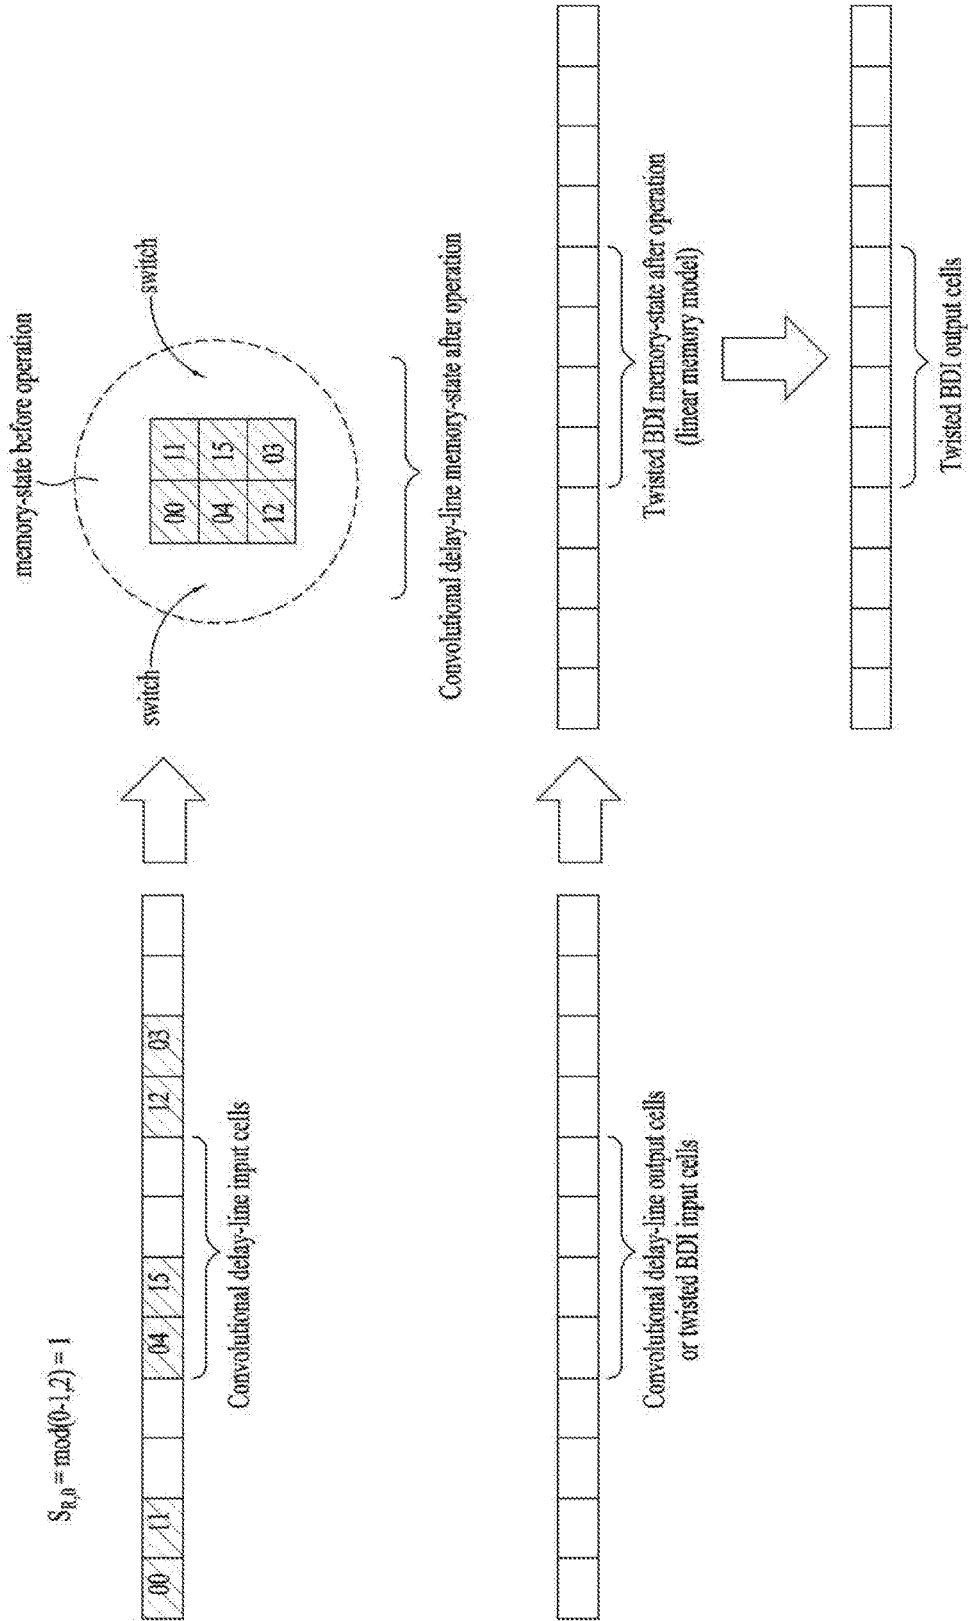 S_{R,0} = mod(0-1,2) = 1
00 11 04 15 12 03
Convolutional delay-line input cells
memory-state before operation
switch
switch
00 11
04 15
12 03
Convolutional delay-line memory-state after operation
Convolutional delay-line output cells
or twisted BDI input cells
Twisted BDI memory-state after operation
(linear memory model)
Twisted BDI output cells